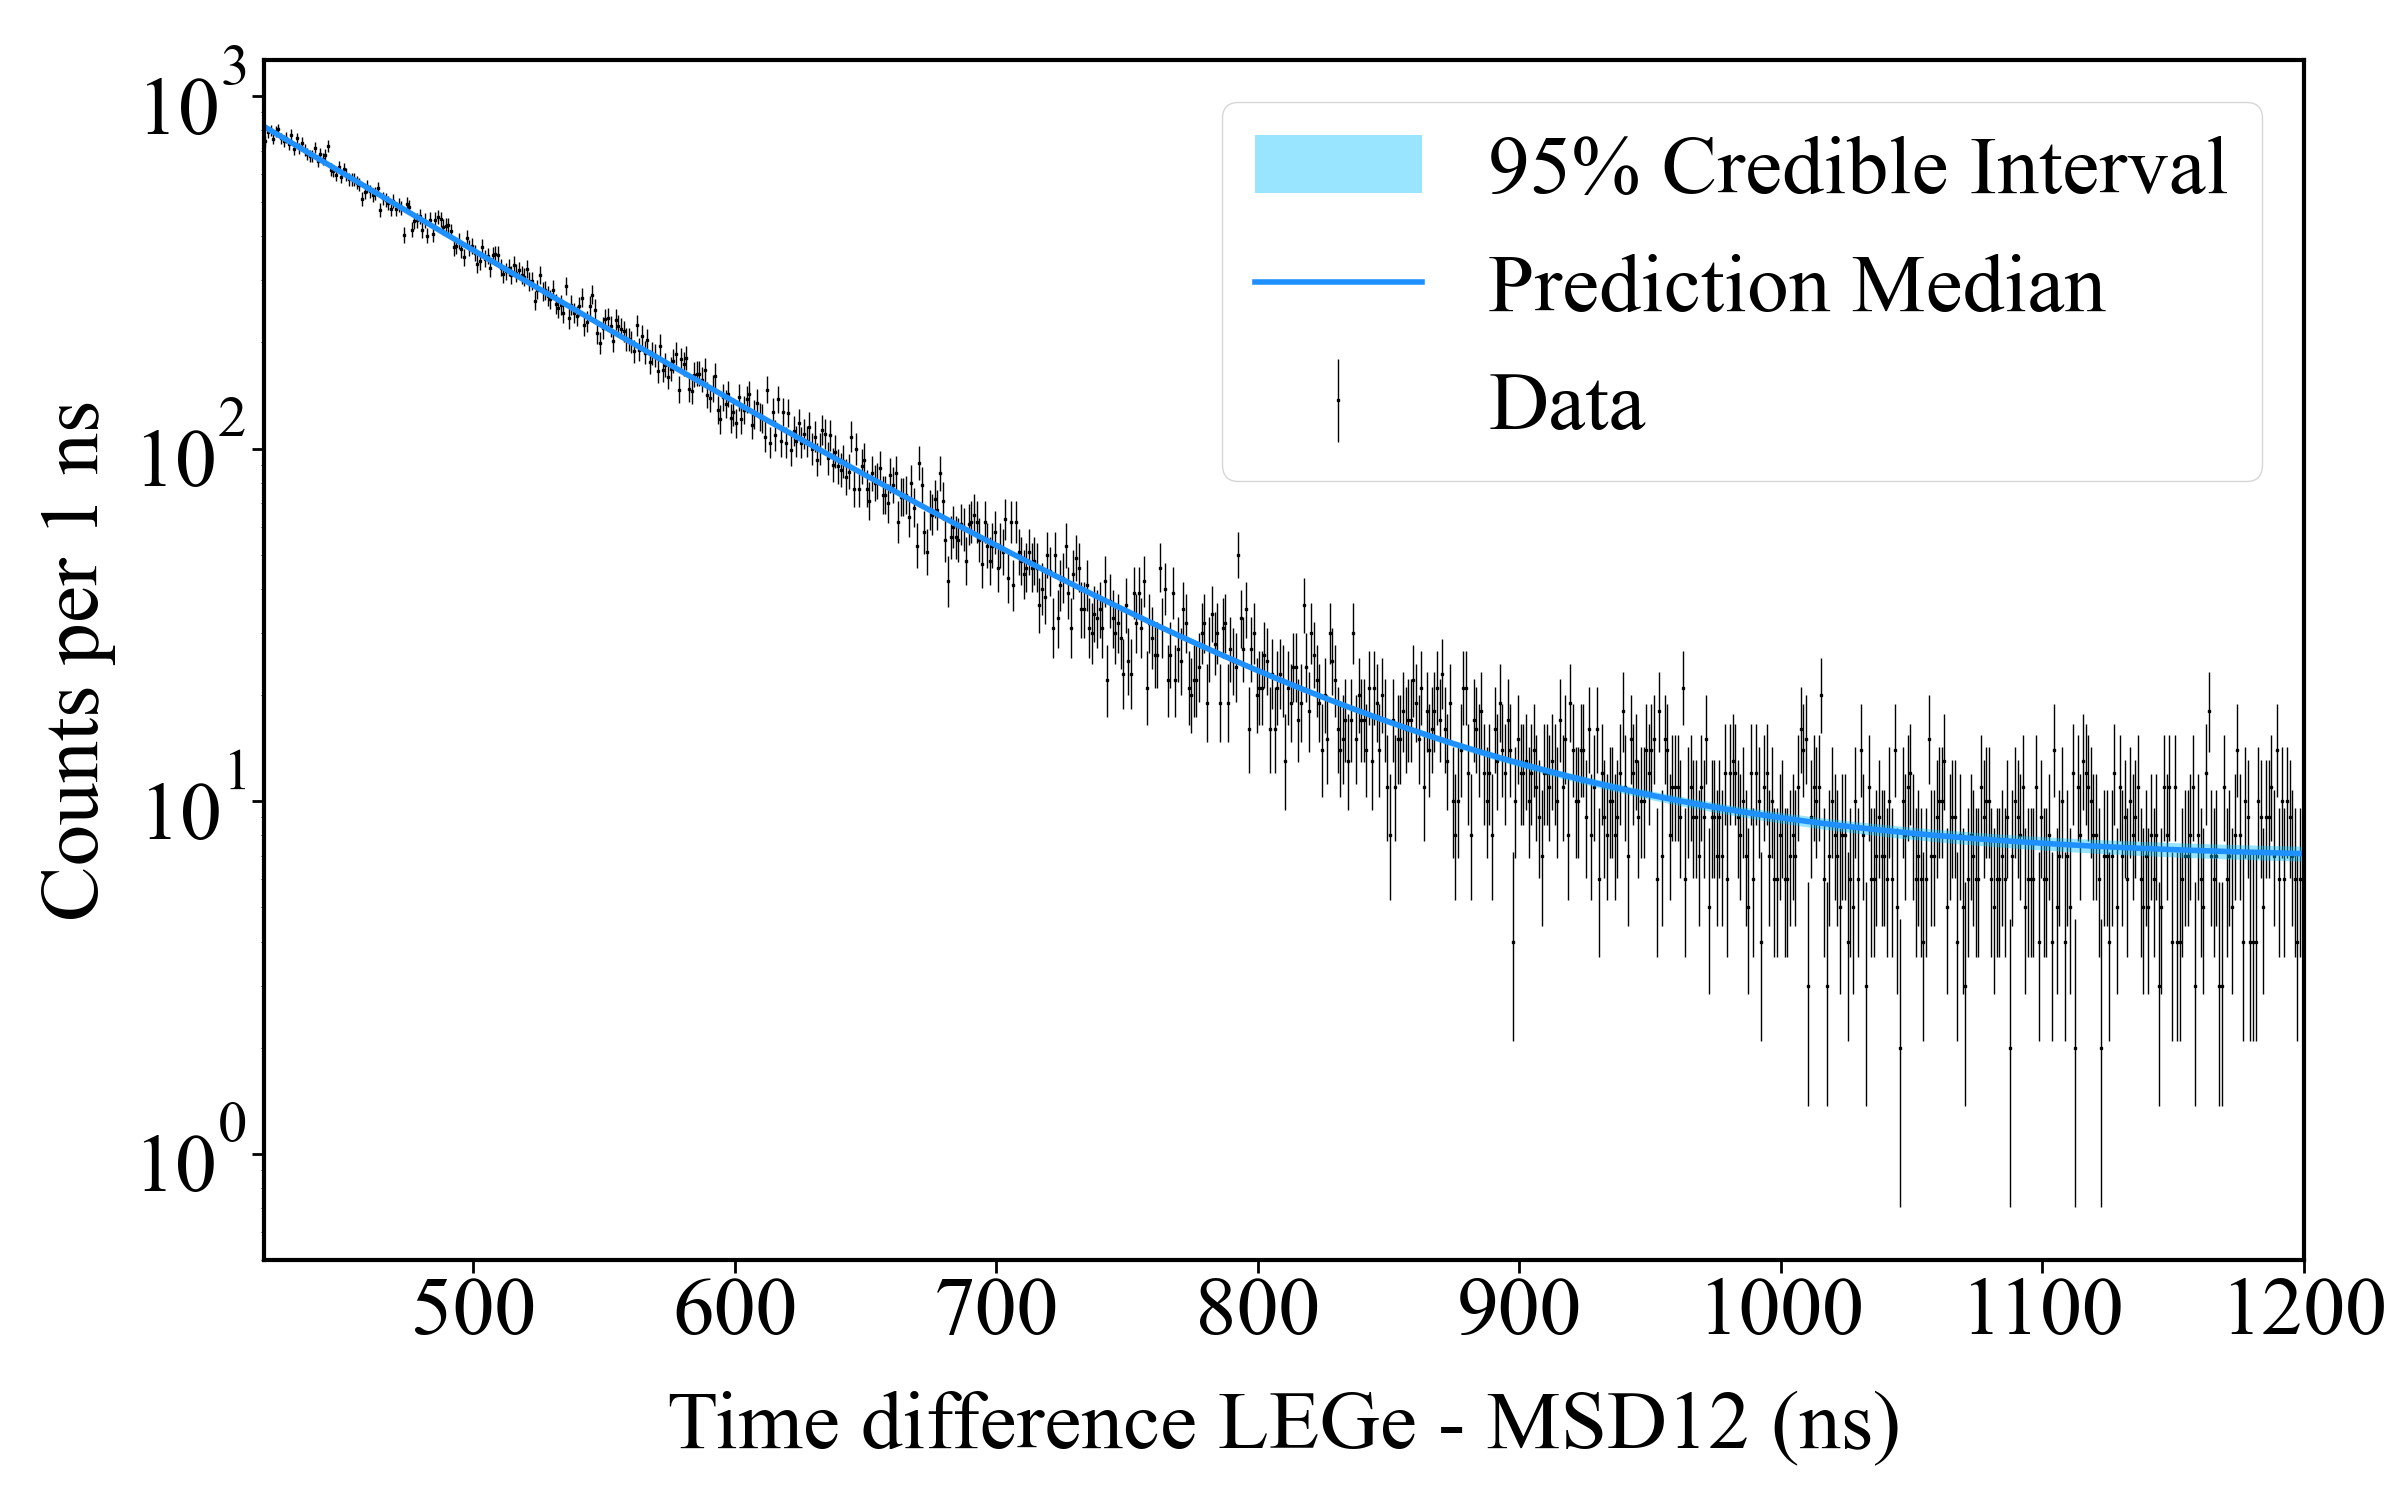 10^3
10^2
10^1
10^0
Counts per 1 ns
95% Credible Interval
Prediction Median
Data
500 600 700 800 900 1000 1100 1200
Time difference LEGe - MSD12 (ns)